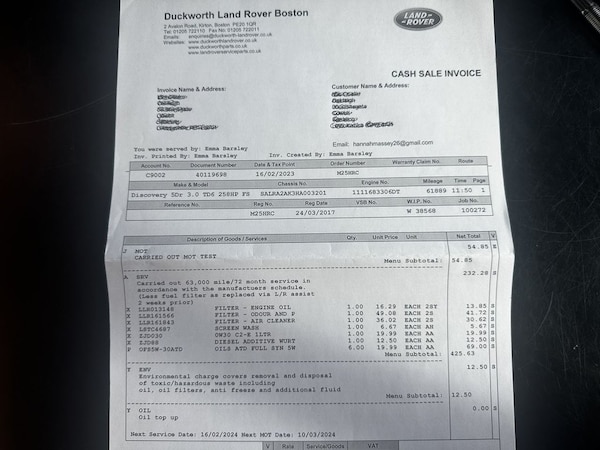 Duckworth Land Rover Boston
2 Avalon Road, Kirton, Boston PE20 1QR
Tel: 01205 722110 Fax No: 01205 722011
Emails: enquiries@duckworth-landrover.co.uk
Websites: www.duckworthlandrover.co.uk
www.duckworthparts.co.uk
www.landroverserviceparts.co.uk
LAND ROVER
CASH SALE INVOICE
Invoice Name & Address:
Customer Name & Address:
Email: hannahmassey26@gmail.com
You were served by: Emma Barsley
Inv. Printed By: Emma Barsley Inv. Created By: Emma Barsley
Account No. Document Number Date & Tax Point Order Number Warranty Claim No. Route
C9002 40119698 16/02/2023 M25HRC
Make & Model Chassis No. Engine No. Mileage Time Page
Discovery 5Dr 3.0 TD6 258HP FS SALRA2AK3HA003201 1111683306DT 61889 11:50 1
Reference No. Reg No. Reg Date VSB No. W.I.P. No. Job No.
M25HRC 24/03/2017 W 38568 100272
Description of Goods / Services Qty. Unit Price Unit Net Total V
J MOT 54.85 E
CARRIED OUT MOT TEST
Menu Subtotal: 54.85
A 232.28 S
Carried out 63,000 mile/72 month service in
accordance with the manufactuers schedule.
(Less fuel filter as replaced via L/R assist
2 weeks prior)
X LLR013148 FILTER - ENGINE OIL 1.00 16.29 EACH 2SY 13.85 S
X LLR161566 FILTER - ODOUR AND P 1.00 49.08 EACH 2S 41.72 S
X LLR161843 FILTER - AIR CLEANER 1.00 36.02 EACH 2S 30.62 S
X LSTC4687 SCREEN WASH 1.00 6.67 EACH AH 5.67 S
X ZJD030 0W30 C2-E 1LTR 1.00 19.99 EACH AA 19.99 S
X ZJD88 DIESEL ADDITIVE WURT 1.00 12.50 EACH AA 12.50 S
P OFS5W-30ATD OILS ATD FULL SYN 5W 6.00 19.99 EACH AA 69.00 S
Menu Subtotal: 425.63
T ENV 12.50 S
Environmental charge covers removal and disposal
of toxic/hazardous waste including
oil, oil filters, anti freeze and additional fluid
Menu Subtotal: 12.50
Y OIL 0.00 S
Oil top up
Next Service Date: 16/02/2024 Next MOT Date: 10/03/2024
V Rate Service/Goods VAT